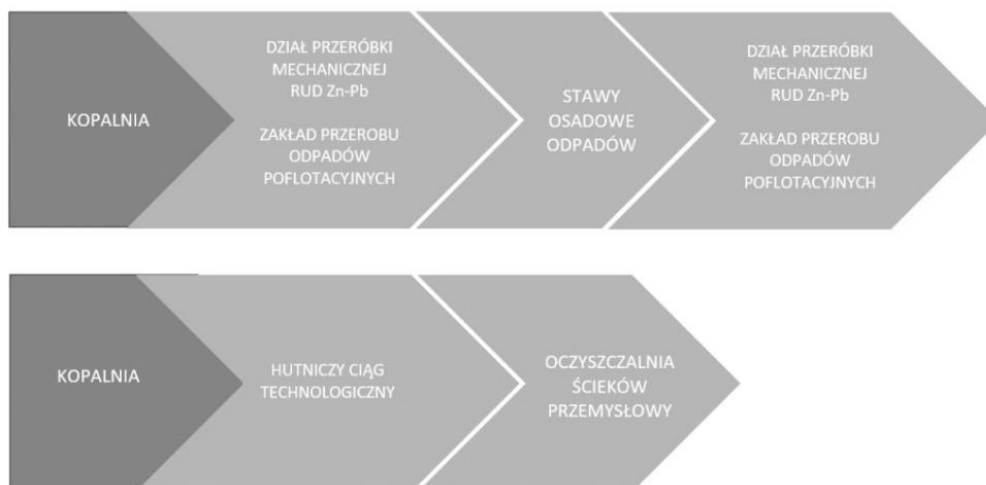 KOPALNIA
DZIAŁ PRZERÓBKI
MECHANICZNEJ
RUD Zn-Pb
ZAKŁAD PRZEROBU
ODPADÓW
POFLOTACYJNYCH
STAWY
OSADOWE
ODPADÓW
DZIAŁ PRZERÓBKI
MECHANICZNEJ
RUD Zn-Pb
ZAKŁAD PRZEROBU
ODPADÓW
POFLOTACYJNYCH
KOPALNIA
HUTNICZY CIĄG
TECHNOLOGICZNY
OCZYSZCZALNIA
ŚCIEKÓW
PRZEMYSŁOWY